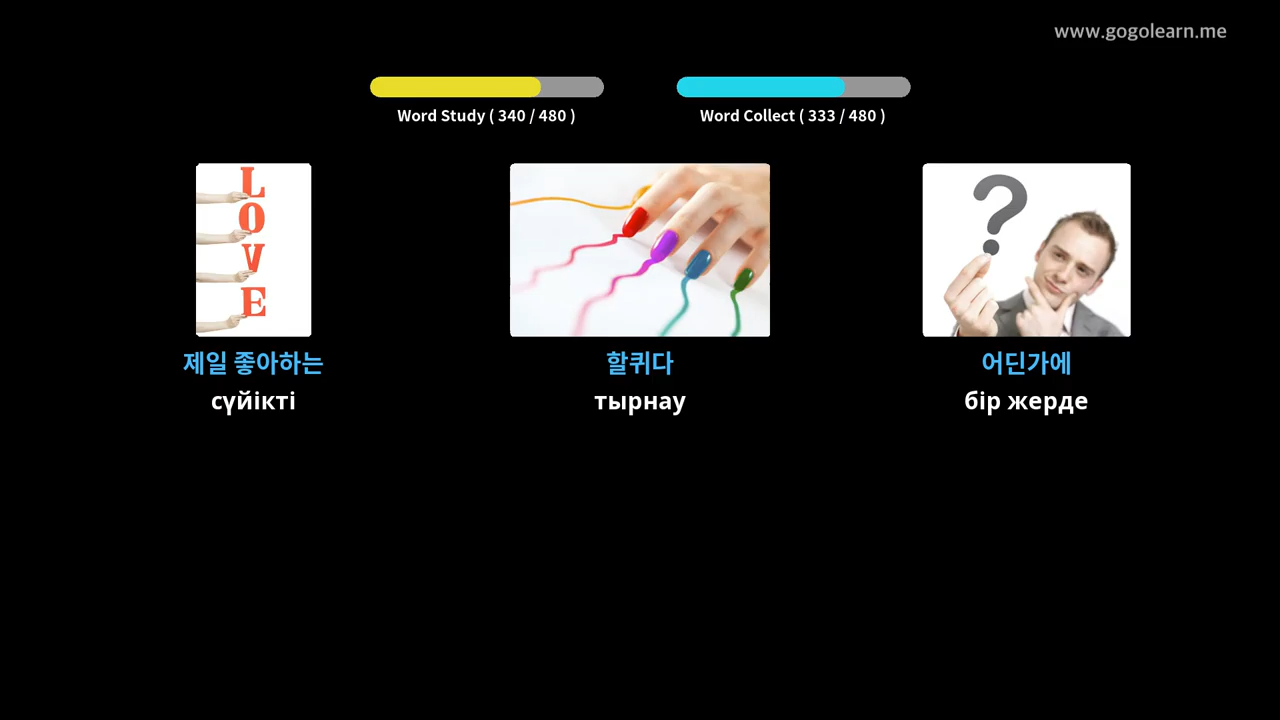 www.gogolearn.me
Word Study ( 340 / 480 )
Word Collect ( 333 / 480 )
L
O
V
E
제일 좋아하는
сүйікті
할퀴다
тырнау
?
어딘가에
бір жерде